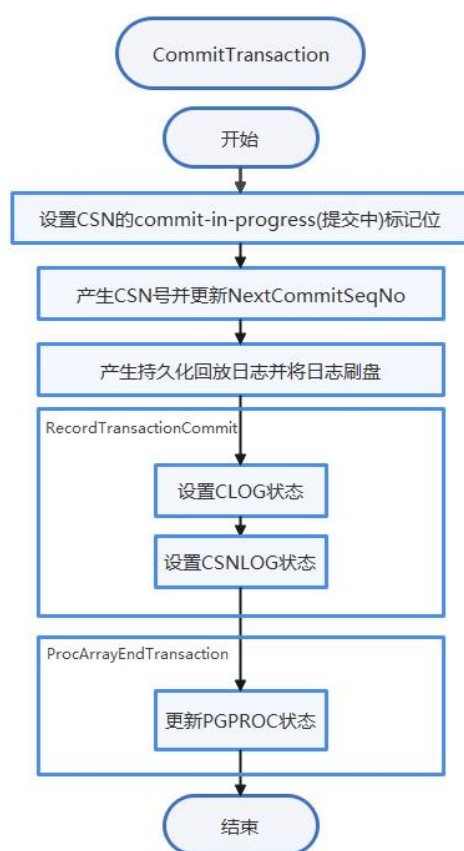 CommitTransaction
开始
设置CSN的commit-in-progress(提交中)标记位
产生CSN号并更新NextCommitSeqNo
产生持久化回放日志并将日志刷盘
RecordTransactionCommit
设置CLOG状态
设置CSNLOG状态
ProcArrayEndTransaction
更新PGPROC状态
结束